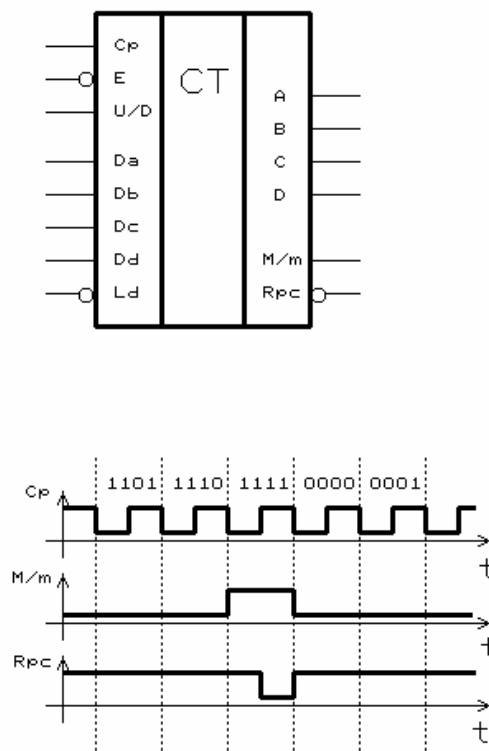 Cp
E
U/D
CT
Da
Db
Dc
Dd
Ld
A
B
C
D
M/m
Rpc
1101 1110 1111 0000 0001
Cp
t
M/m
t
Rpc
t